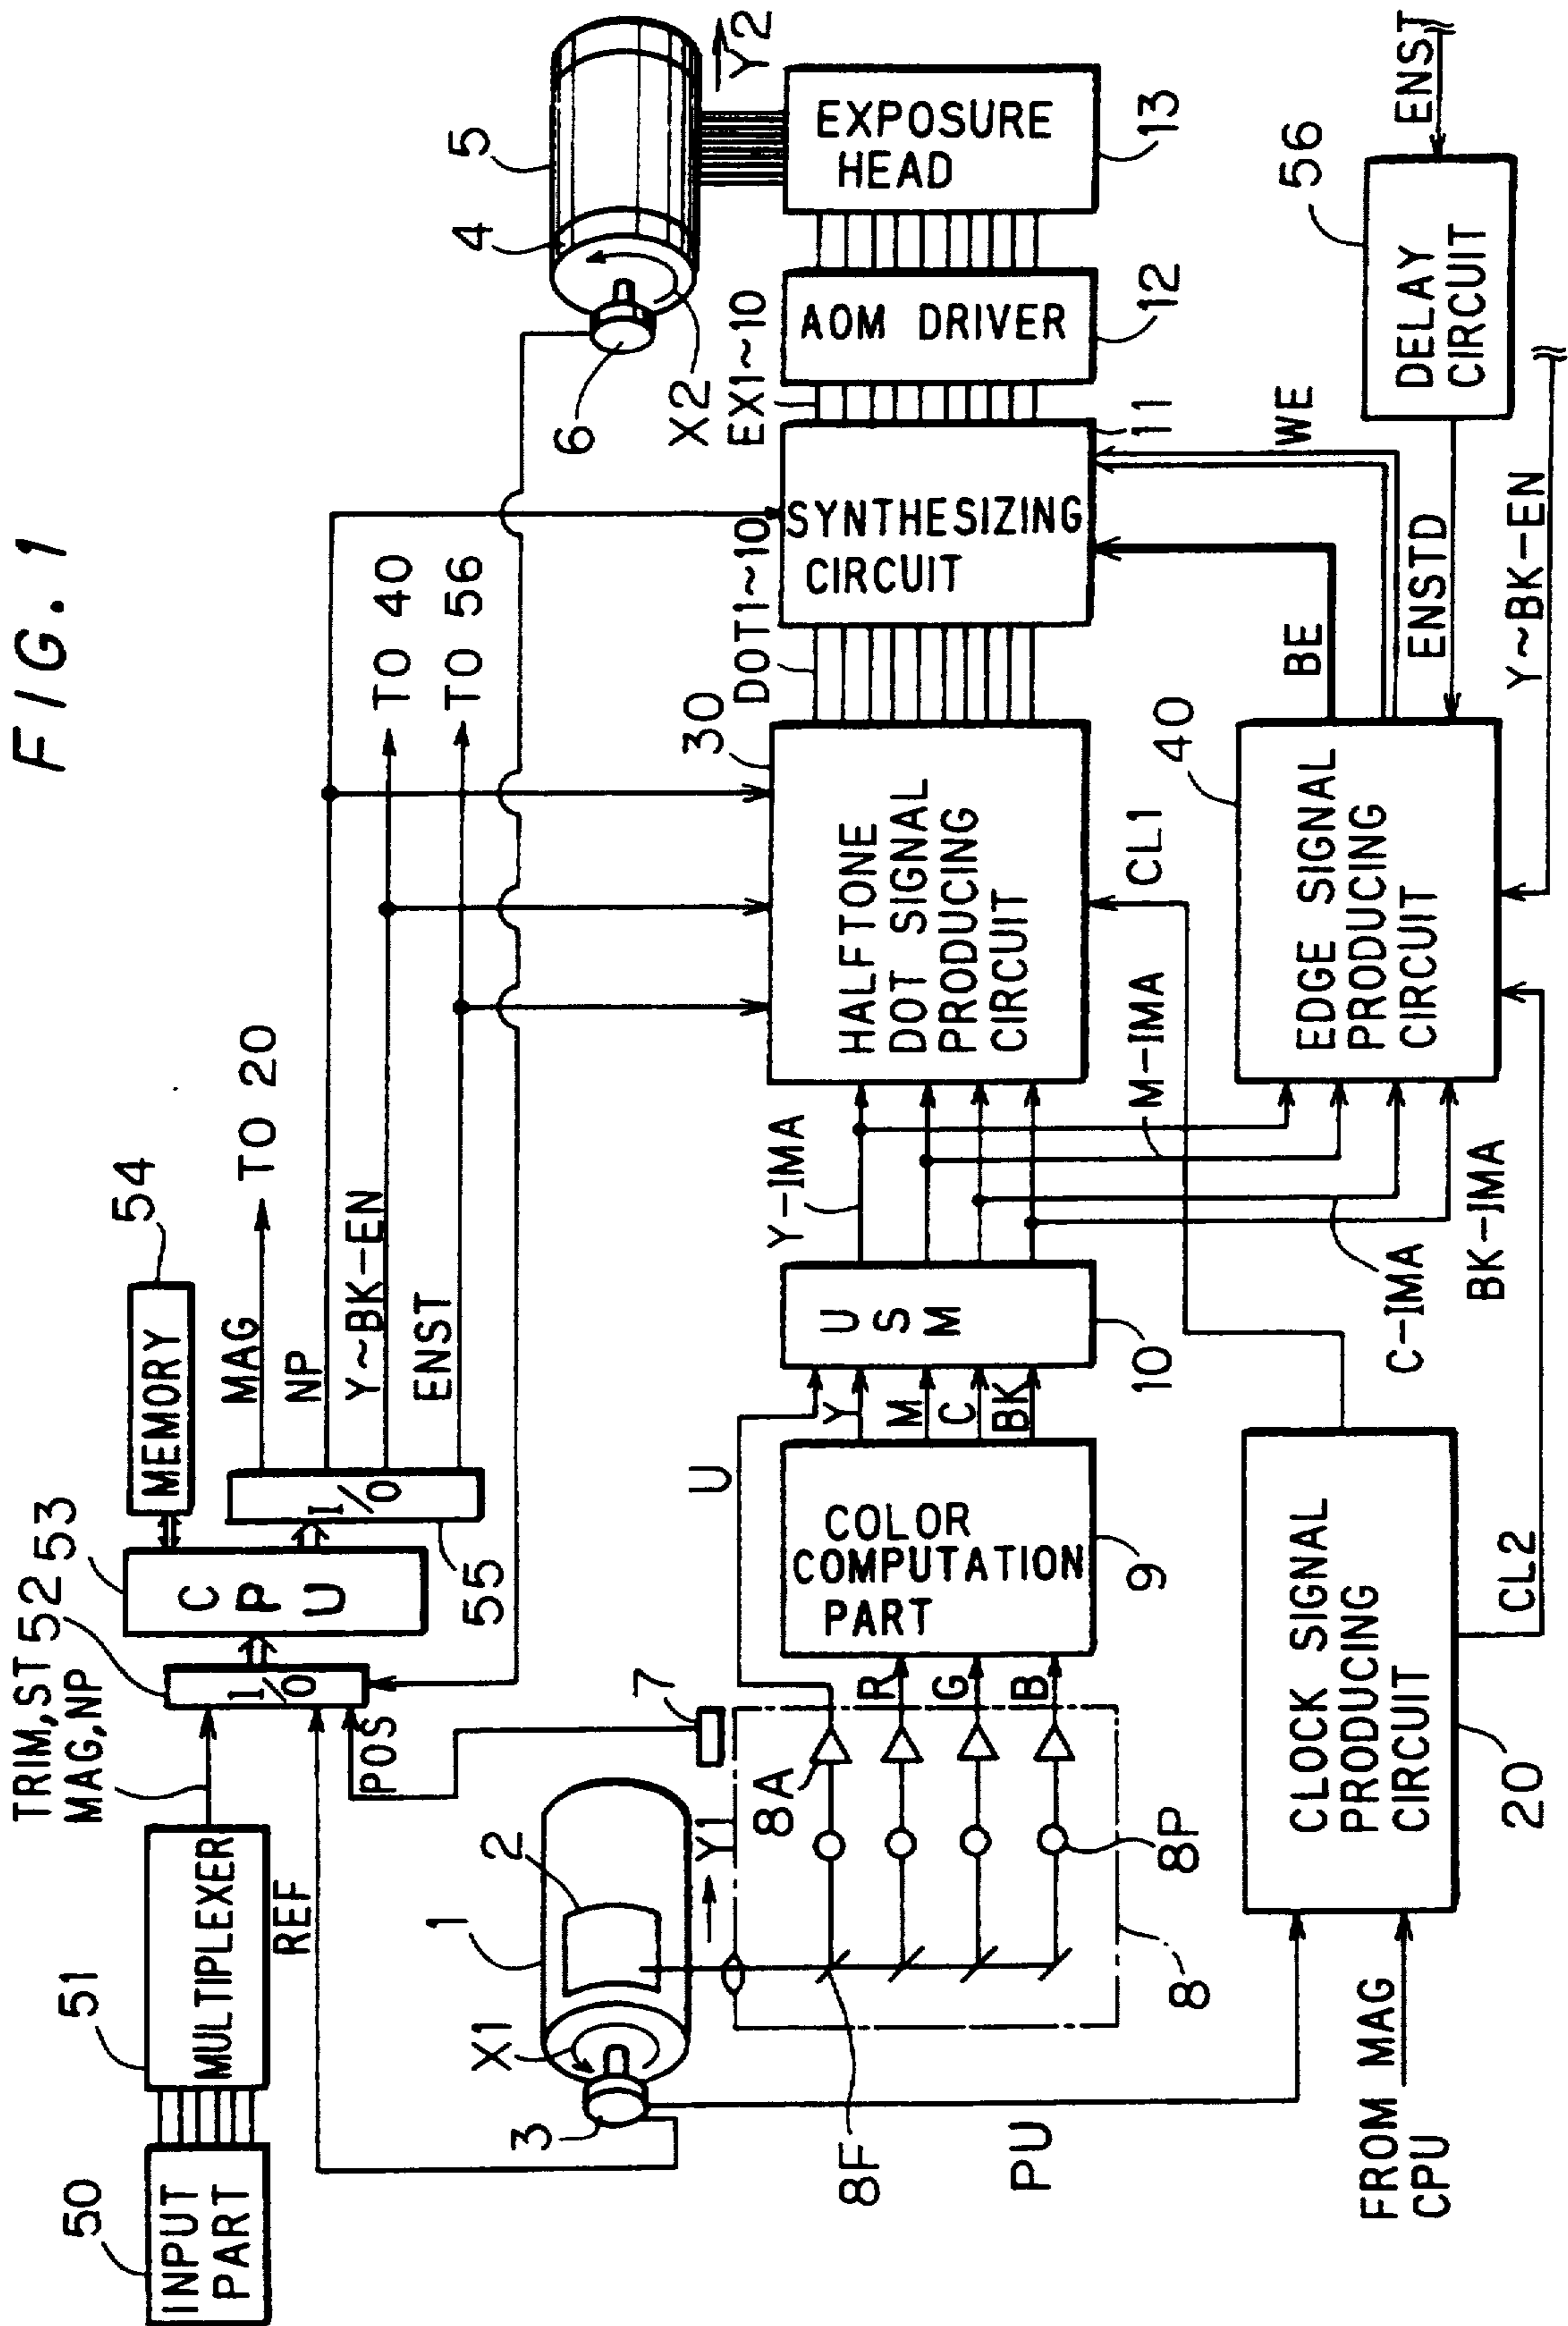 FIG. 1
50
INPUT
PART
51
MULTIPLEXER
TRIM,ST
MAG,NP
REF
POS
52
I/O
53
CPU
54
MEMORY
55
I/O
MAG
TO 20
NP
Y~BK-EN
TO 40
ENST
TO 56
1
2
3
X1
Y1
7
4
5
6
X2
Y2
8
8A
8F
8P
PU
U
R
G
B
COLOR
COMPUTATION
PART
9
Y
M
C
BK
USM
10
Y-IMA
M-IMA
C-IMA
BK-IMA
30
HALFTONE
DOT SIGNAL
PRODUCING
CIRCUIT
DOT1~10
SYNTHESIZING
CIRCUIT
11
EX1~10
AOM DRIVER
12
EXPOSURE
HEAD
13
FROM MAG
CPU
CLOCK SIGNAL
PRODUCING
CIRCUIT
20
CL1
CL2
40
EDGE SIGNAL
PRODUCING
CIRCUIT
BE
WE
ENSTD
Y~BK-EN
56
DELAY
CIRCUIT
ENST